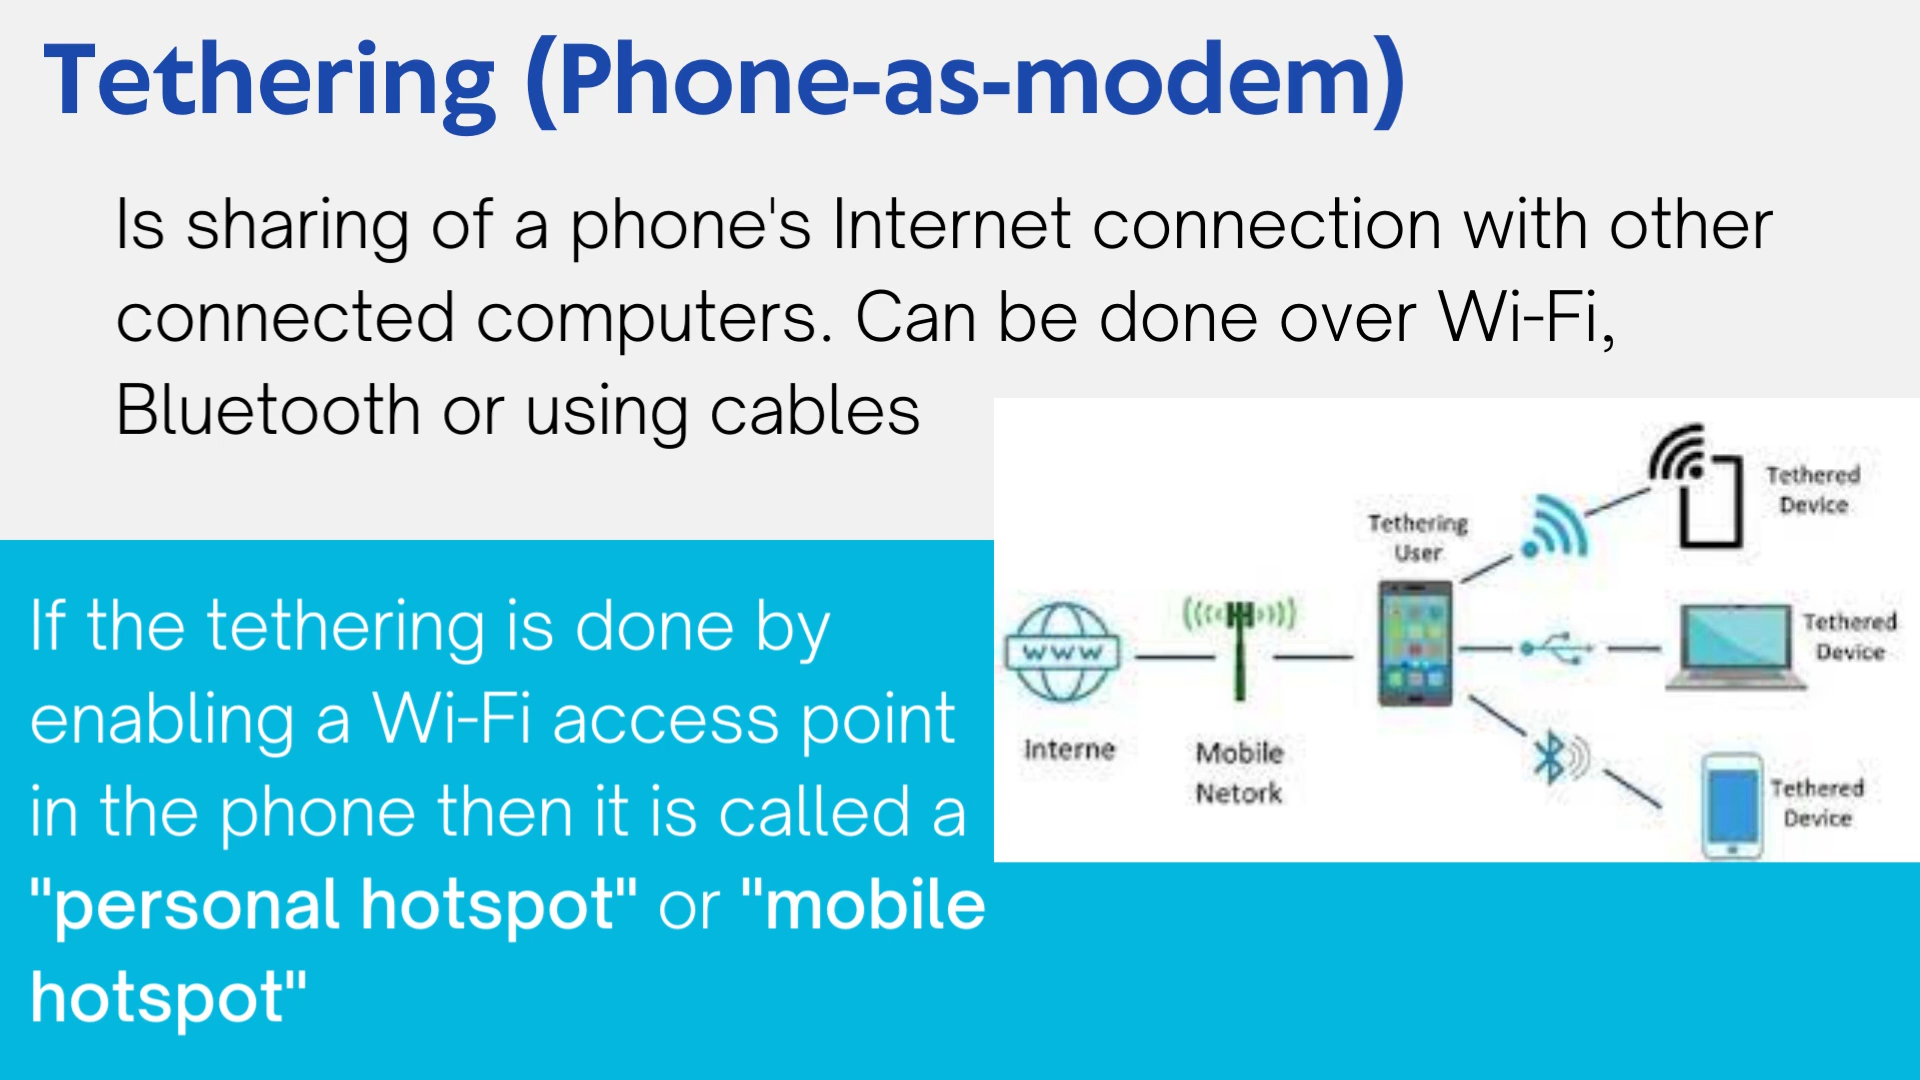 Tethering (Phone-as-modem)
Is sharing of a phone's Internet connection with other
connected computers. Can be done over Wi-Fi,
Bluetooth or using cables
If the tethering is done by
enabling a Wi-Fi access point
in the phone then it is called a
"personal hotspot" or "mobile
hotspot"
Tethered
Device
Tethering
User
WWW
Tethered
Device
Interne
Mobile
Netork
Tethered
Device